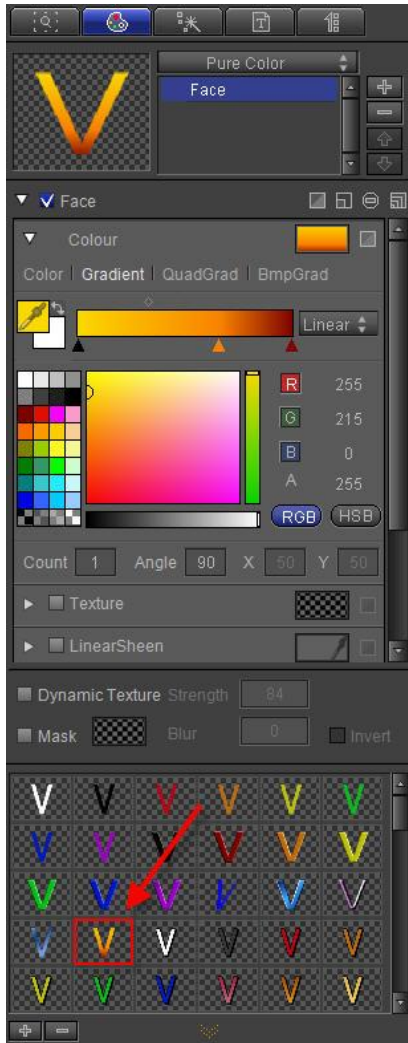 Pure Color
Face
Face
Colour
Color | Gradient | QuadGrad | BmpGrad
Linear
R 255
G 215
B 0
A 255
RGB HSB
Count 1 Angle 90 X 50 Y 50
Texture
LinearSheen
Dynamic Texture Strength 84
Mask Blur 0 Invert
V V V V V V
V V V V V V
V V V V V V
V V V V V V
V V V V V V